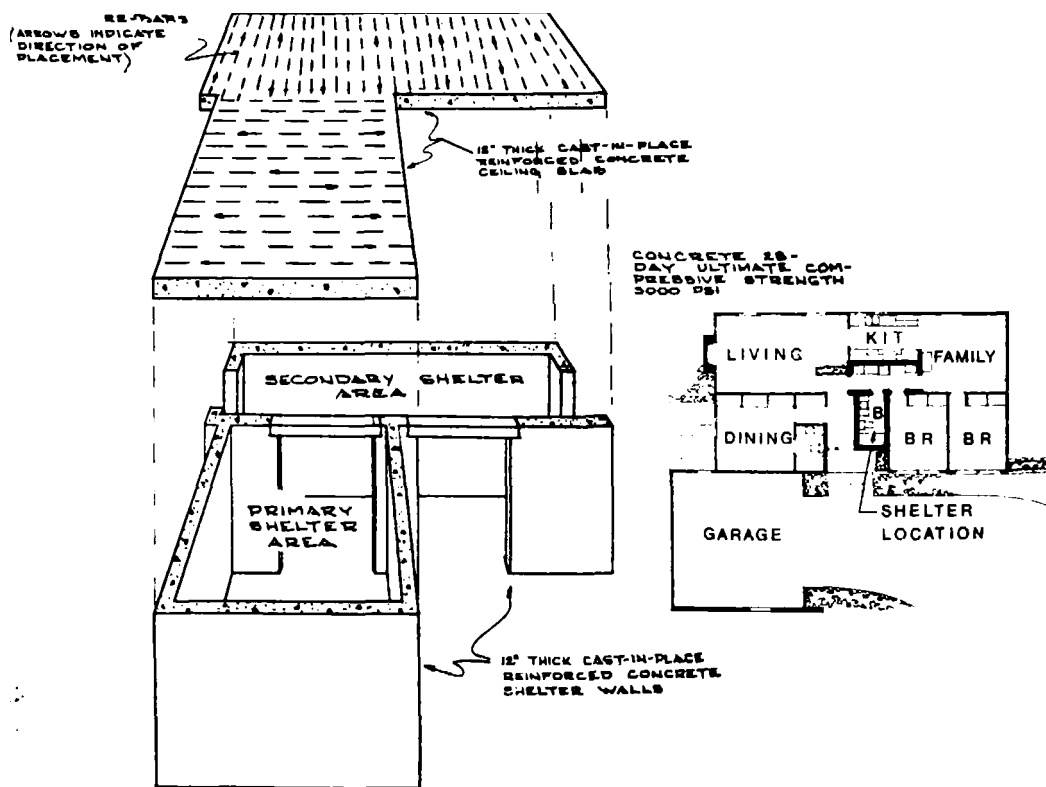 RE-BARS
(ARROWS INDICATE
DIRECTION OF
PLACEMENT)
12" THICK CAST-IN-PLACE
REINFORCED CONCRETE
CEILING SLAB
CONCRETE 28-
DAY ULTIMATE COM-
PRESSIVE STRENGTH
3000 PSI
SECONDARY SHELTER
AREA
PRIMARY
SHELTER
AREA
12" THICK CAST-IN-PLACE
REINFORCED CONCRETE
SHELTER WALLS
LIVING
KIT
FAMILY
DINING
B
BR
BR
GARAGE
SHELTER
LOCATION